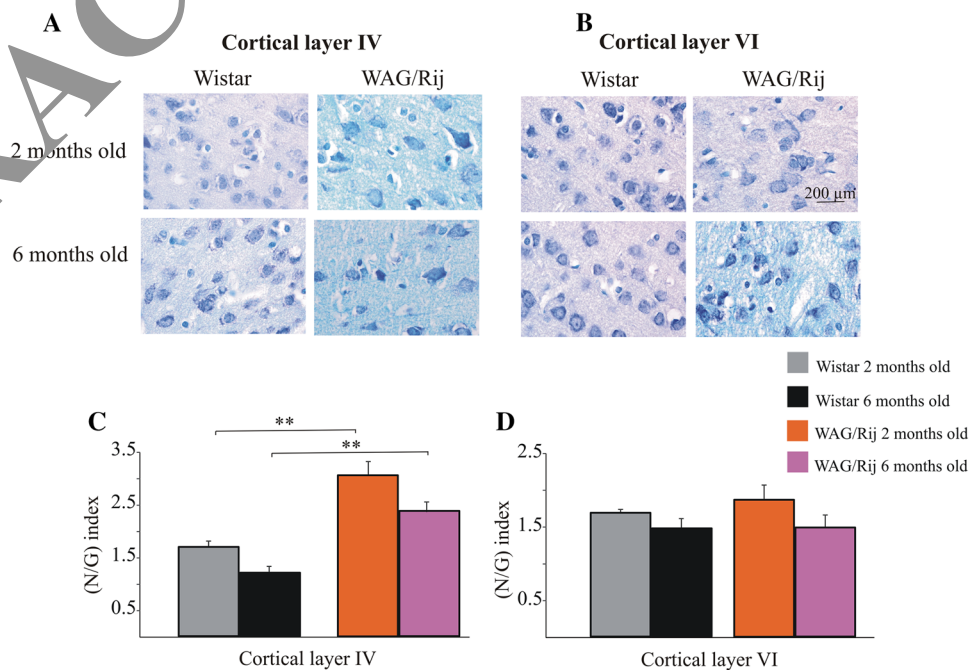 A
Cortical layer IV
Wistar
WAG/Rij
B
Cortical layer VI
Wistar
WAG/Rij
2 months old
200 µm
6 months old
Wistar 2 months old
Wistar 6 months old
WAG/Rij 2 months old
WAG/Rij 6 months old
C
**
**
3.5
2.5
1.5
0.5
(N/G) index
Cortical layer IV
D
2.5
1.5
0.5
(N/G) index
Cortical layer VI